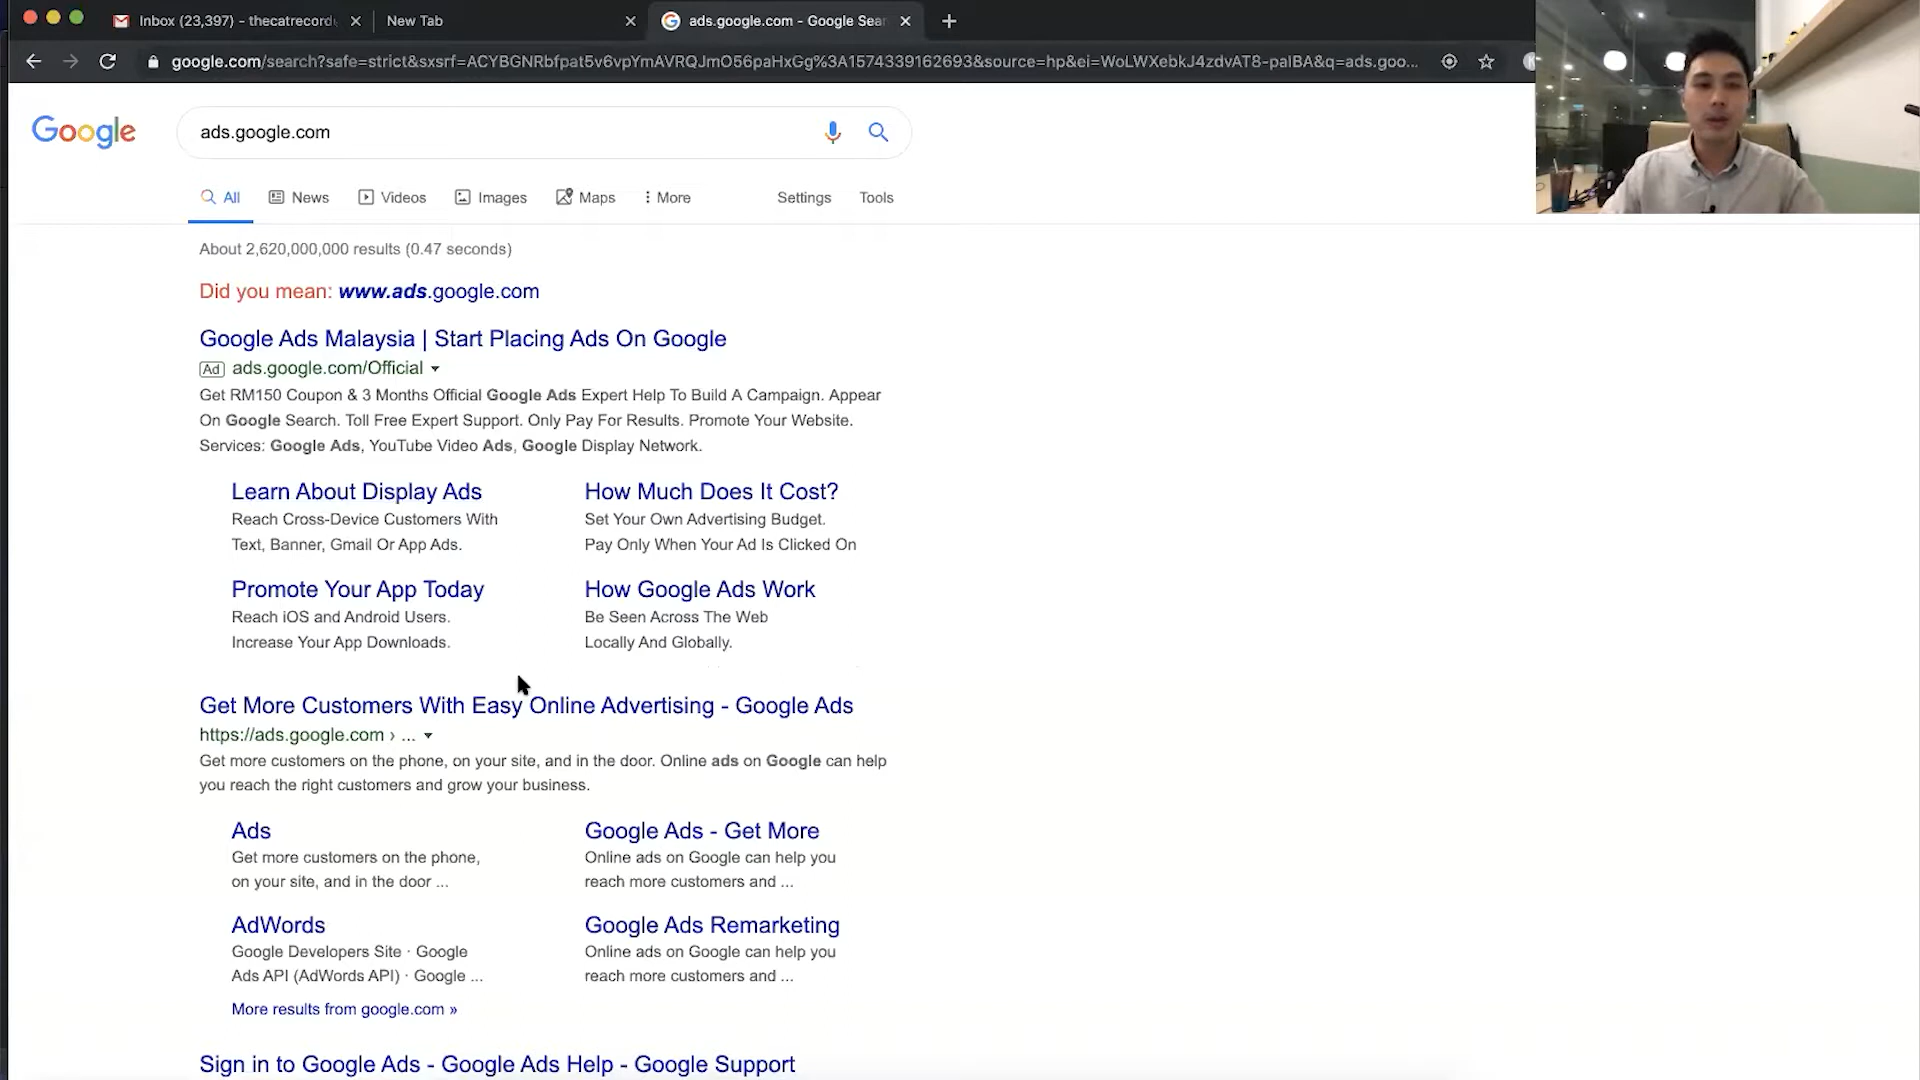 Inbox (23,397) - thecatrecord
New Tab
ads.google.com - Google Sear
google.com/search?safe=strict&sxsrf=ACYBGNRbfpat5v6vpYmAVRQJmO56paHxGg%3A1574339162693&source=hp&ei=WoLWXebkJ4zdvAT8-palBA&q=ads.goo...
Google
ads.google.com
All News Videos Images Maps More Settings Tools
About 2,620,000,000 results (0.47 seconds)
Did you mean: www.ads.google.com
Google Ads Malaysia | Start Placing Ads On Google
Ad ads.google.com/Official
Get RM150 Coupon & 3 Months Official Google Ads Expert Help To Build A Campaign. Appear
On Google Search. Toll Free Expert Support. Only Pay For Results. Promote Your Website.
Services: Google Ads, YouTube Video Ads, Google Display Network.
Learn About Display Ads
Reach Cross-Device Customers With
Text, Banner, Gmail Or App Ads.
How Much Does It Cost?
Set Your Own Advertising Budget.
Pay Only When Your Ad Is Clicked On
Promote Your App Today
Reach iOS and Android Users.
Increase Your App Downloads.
How Google Ads Work
Be Seen Across The Web
Locally And Globally.
Get More Customers With Easy Online Advertising - Google Ads
https://ads.google.com › ...
Get more customers on the phone, on your site, and in the door. Online ads on Google can help
you reach the right customers and grow your business.
Ads
Get more customers on the phone,
on your site, and in the door ...
Google Ads - Get More
Online ads on Google can help you
reach more customers and ...
AdWords
Google Developers Site · Google
Ads API (AdWords API) · Google ...
Google Ads Remarketing
Online ads on Google can help you
reach more customers and ...
More results from google.com »
Sign in to Google Ads - Google Ads Help - Google Support